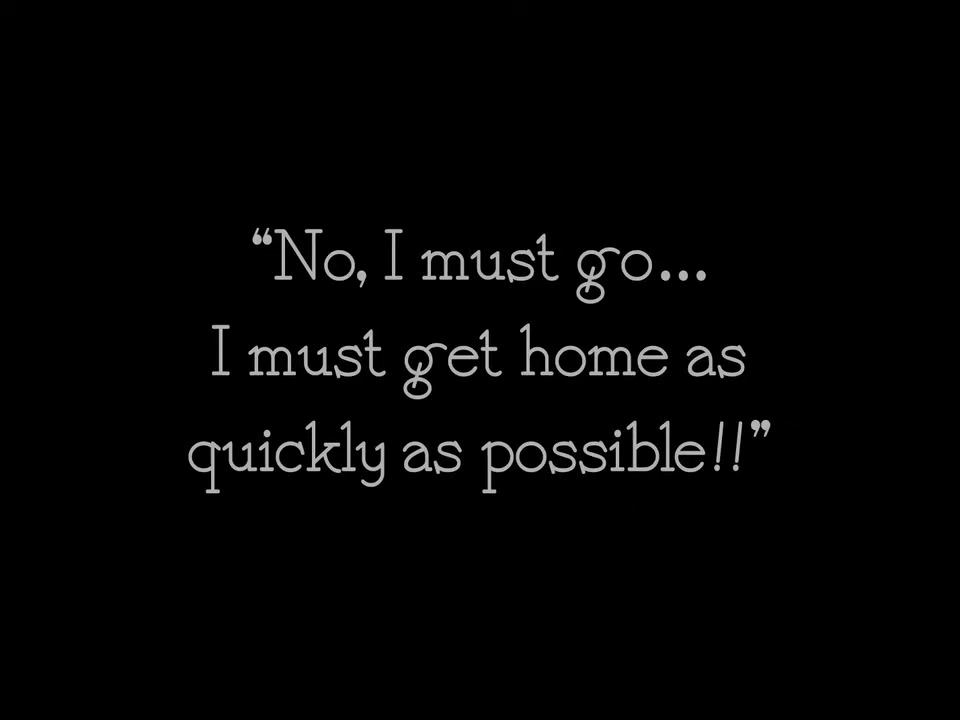 “No, I must go...
I must get home as
quickly as possible!!”